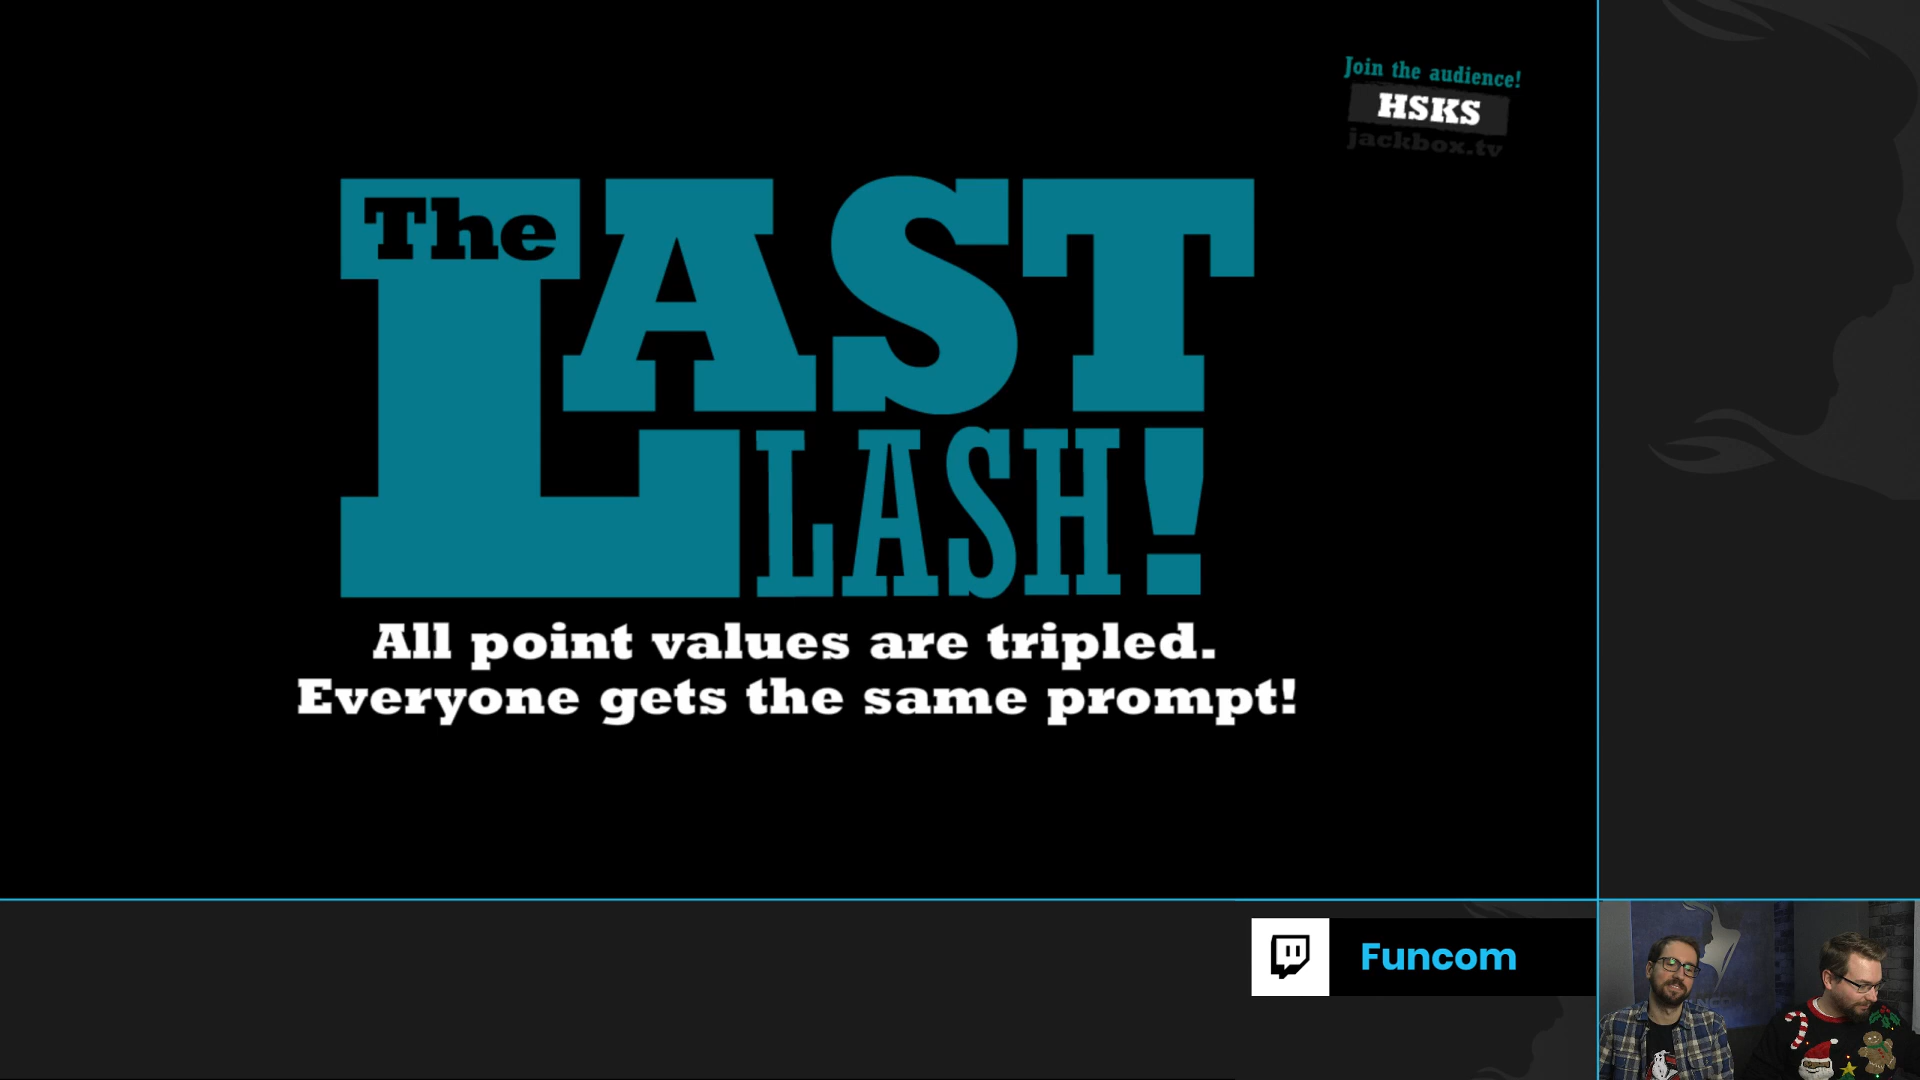 Join the audience!
HSKS
jackbox.tv
The LAST
LASH!
All point values are tripled.
Everyone gets the same prompt!
Funcom